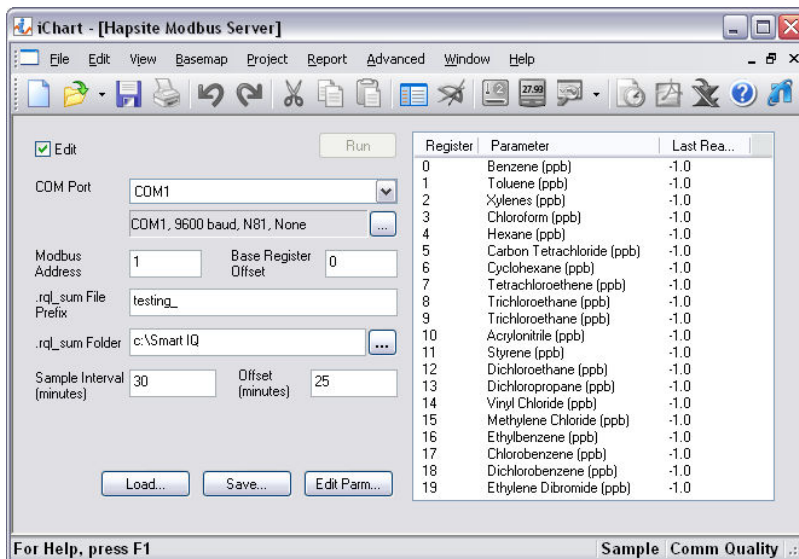 iChart - [Hapsite Modbus Server]
File Edit View Basemap Project Report Advanced Window Help
27.99
Edit
Run
COM Port
COM1
COM1, 9600 baud, N81, None
...
Modbus Address
1
Base Register Offset
0
.rql_sum File Prefix
testing_
.rql_sum Folder
c:\Smart IQ
...
Sample Interval (minutes)
30
Offset (minutes)
25
Load...
Save...
Edit Parm...
Register Parameter Last Rea...
0 Benzene (ppb) -1.0
1 Toluene (ppb) -1.0
2 Xylenes (ppb) -1.0
3 Chloroform (ppb) -1.0
4 Hexane (ppb) -1.0
5 Carbon Tetrachloride (ppb) -1.0
6 Cyclohexane (ppb) -1.0
7 Tetrachloroethene (ppb) -1.0
8 Trichloroethane (ppb) -1.0
9 Trichloroethane (ppb) -1.0
10 Acrylonitrile (ppb) -1.0
11 Styrene (ppb) -1.0
12 Dichloroethane (ppb) -1.0
13 Dichloropropane (ppb) -1.0
14 Vinyl Chloride (ppb) -1.0
15 Methylene Chloride (ppb) -1.0
16 Ethylbenzene (ppb) -1.0
17 Chlorobenzene (ppb) -1.0
18 Dichlorobenzene (ppb) -1.0
19 Ethylene Dibromide (ppb) -1.0
For Help, press F1
Sample Comm Quality